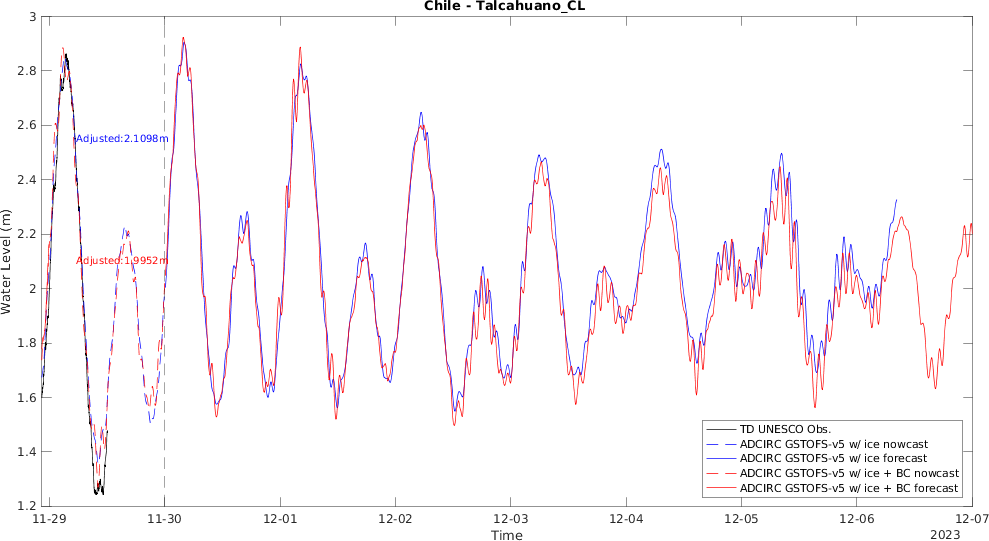 Chile - Talcahuano_CL
3
2.8
2.6
2.4
2.2
2
1.8
1.6
1.4
1.2
Water Level (m)
Adjusted:2.1098m
Adjusted:1.9952m
TD UNESCO Obs.
ADCIRC GSTOFS-v5 w/ ice nowcast
ADCIRC GSTOFS-v5 w/ ice forecast
ADCIRC GSTOFS-v5 w/ ice + BC nowcast
ADCIRC GSTOFS-v5 w/ ice + BC forecast
11-29 11-30 12-01 12-02 12-03 12-04 12-05 12-06 12-07
Time
2023